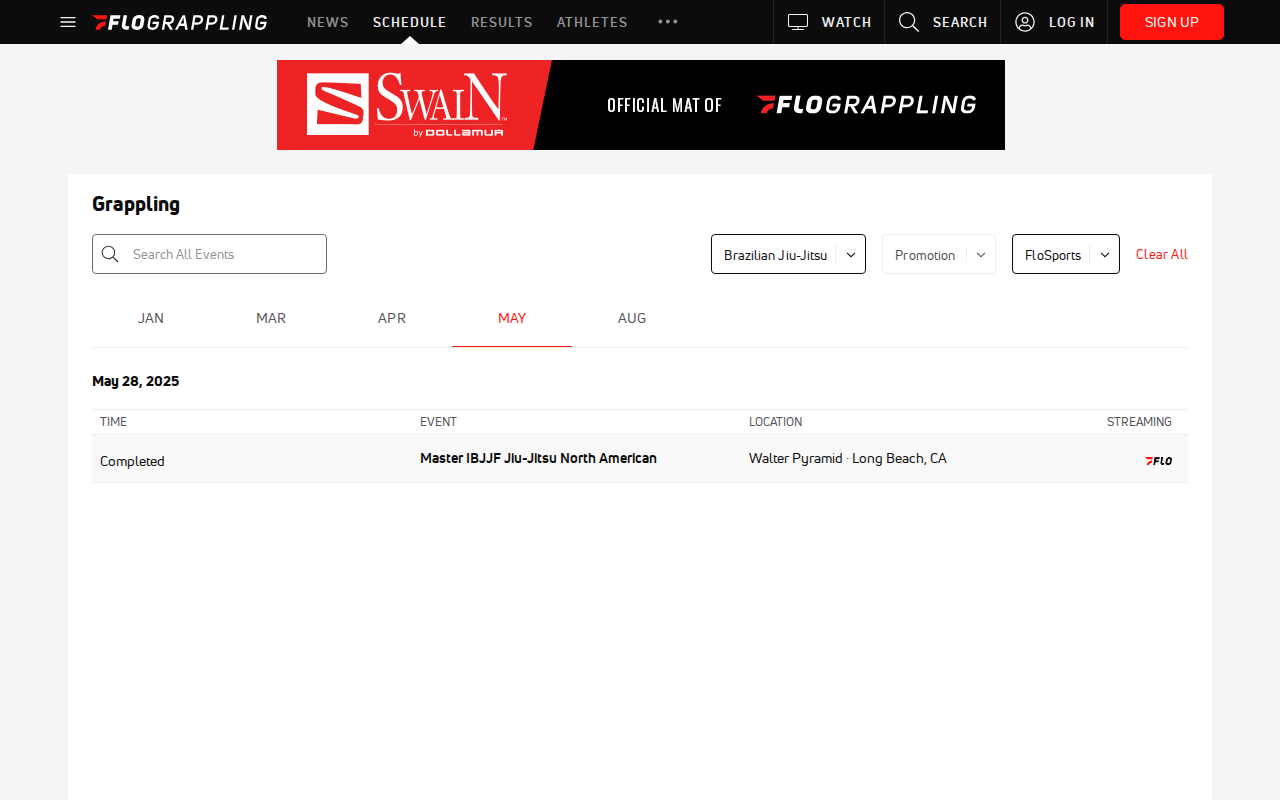 FLOGRAPPLING NEWS SCHEDULE RESULTS ATHLETES ••• WATCH SEARCH LOG IN SIGN UP
SWAIN™ by DOLLAMUR OFFICIAL MAT OF FLOGRAPPLING
Grappling
Search All Events Brazilian Jiu-Jitsu Promotion FloSports Clear All
JAN MAR APR MAY AUG
May 28, 2025
TIME EVENT LOCATION STREAMING
Completed Master IBJJF Jiu-Jitsu North American Walter Pyramid · Long Beach, CA FLO